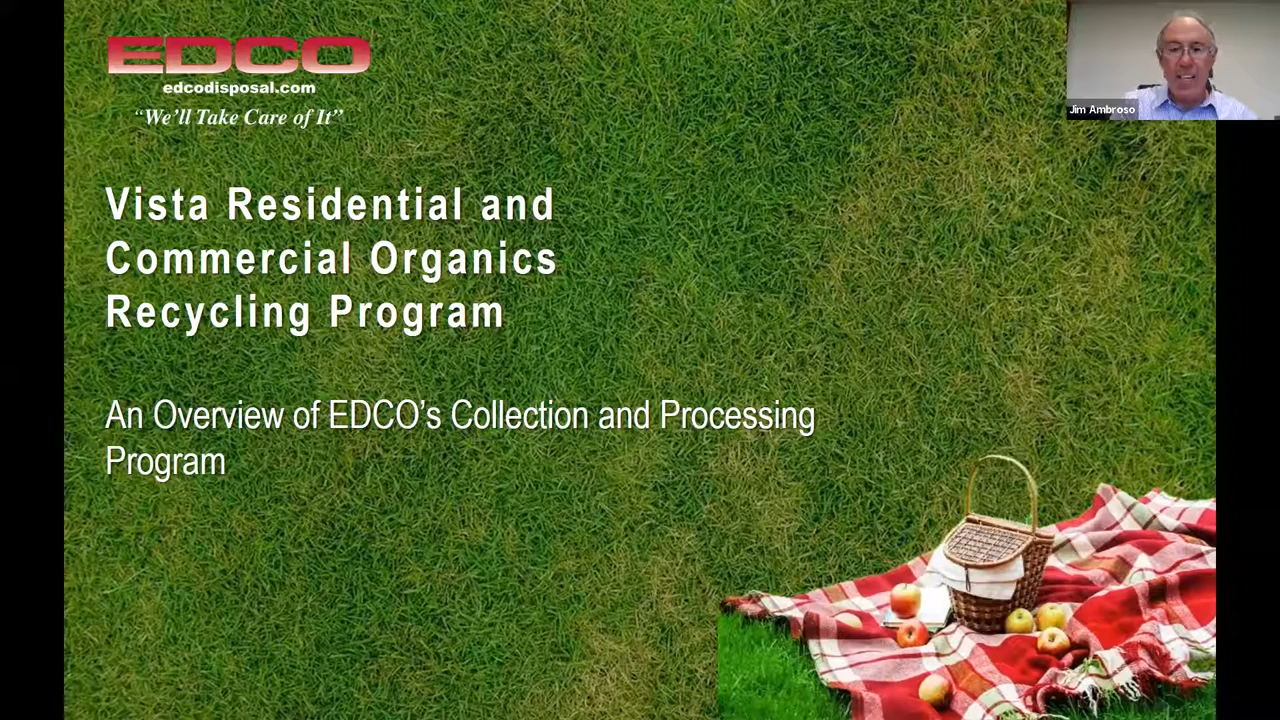 EDCO
edcodisposal.com
“We’ll Take Care of It”
Jim Ambroso
Vista Residential and
Commercial Organics
Recycling Program
An Overview of EDCO’s Collection and Processing
Program